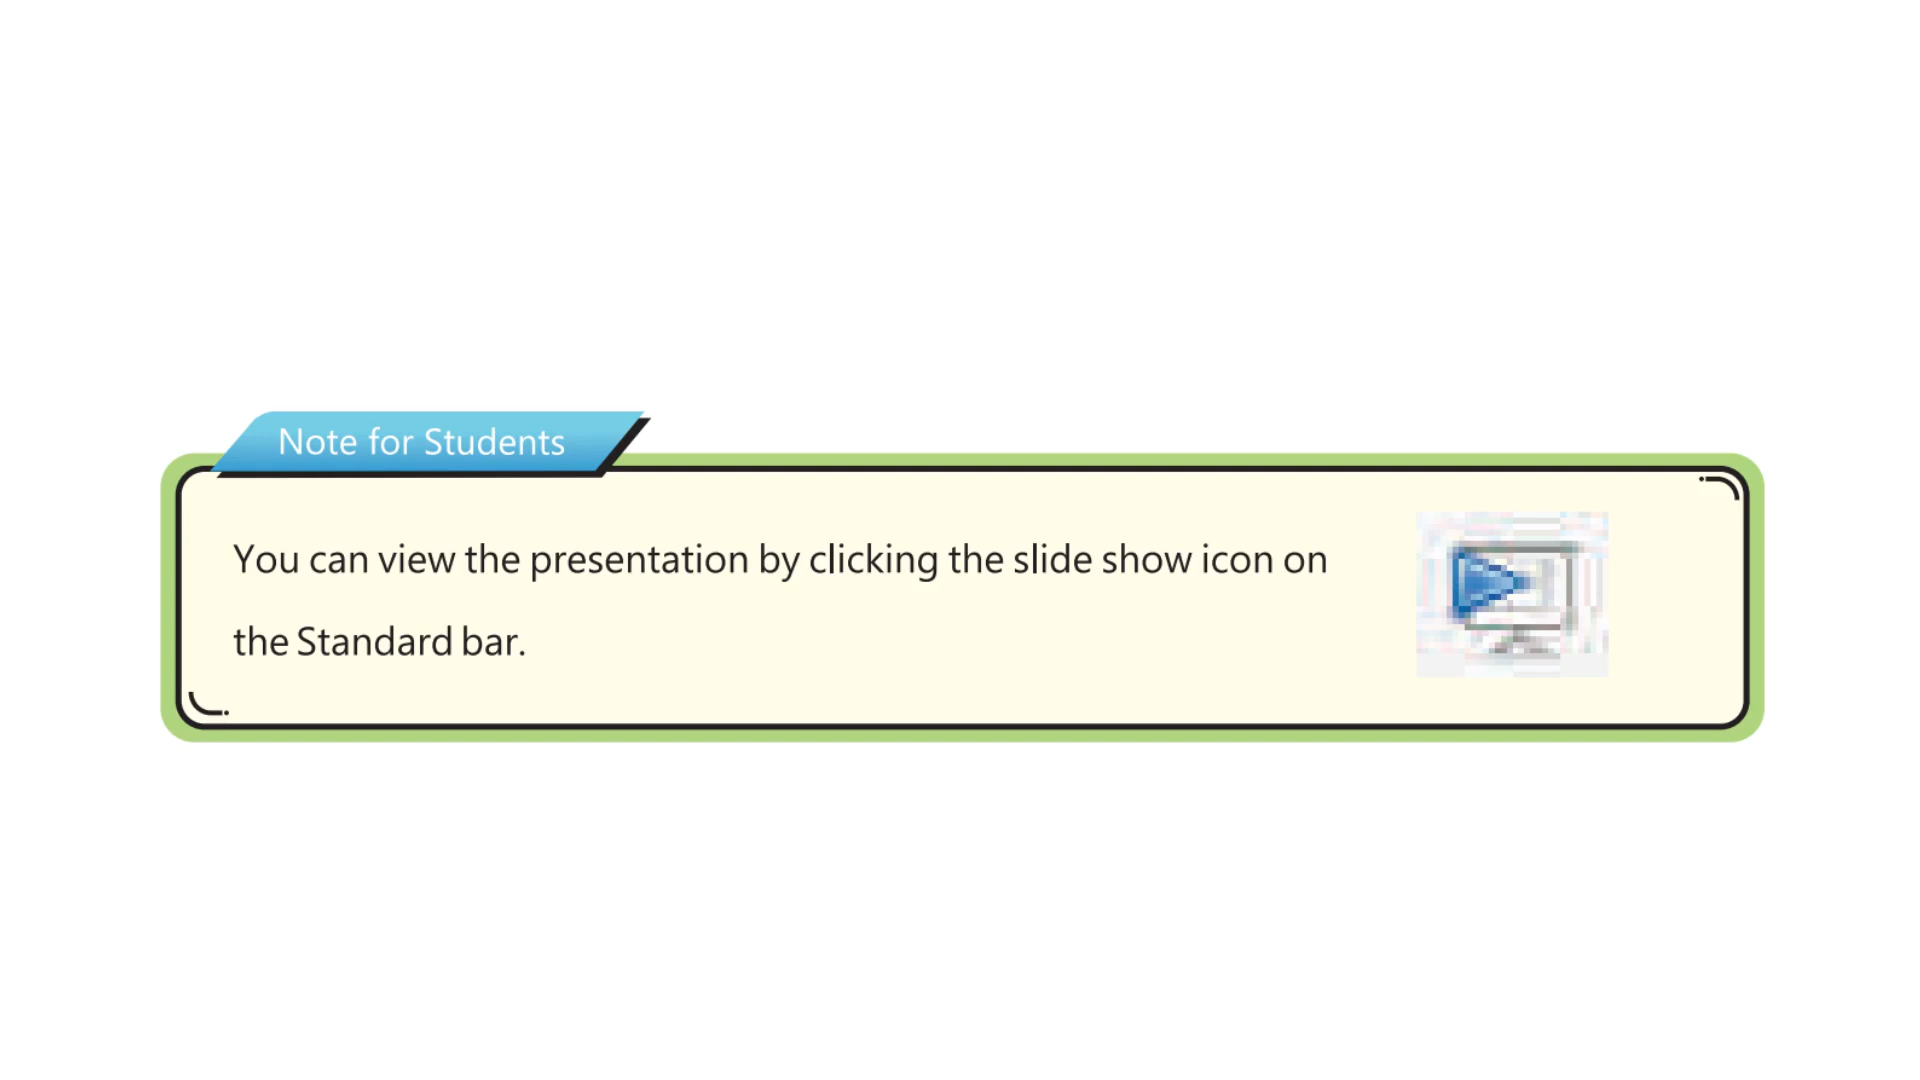 Note for Students
You can view the presentation by clicking the slide show icon on
the Standard bar.